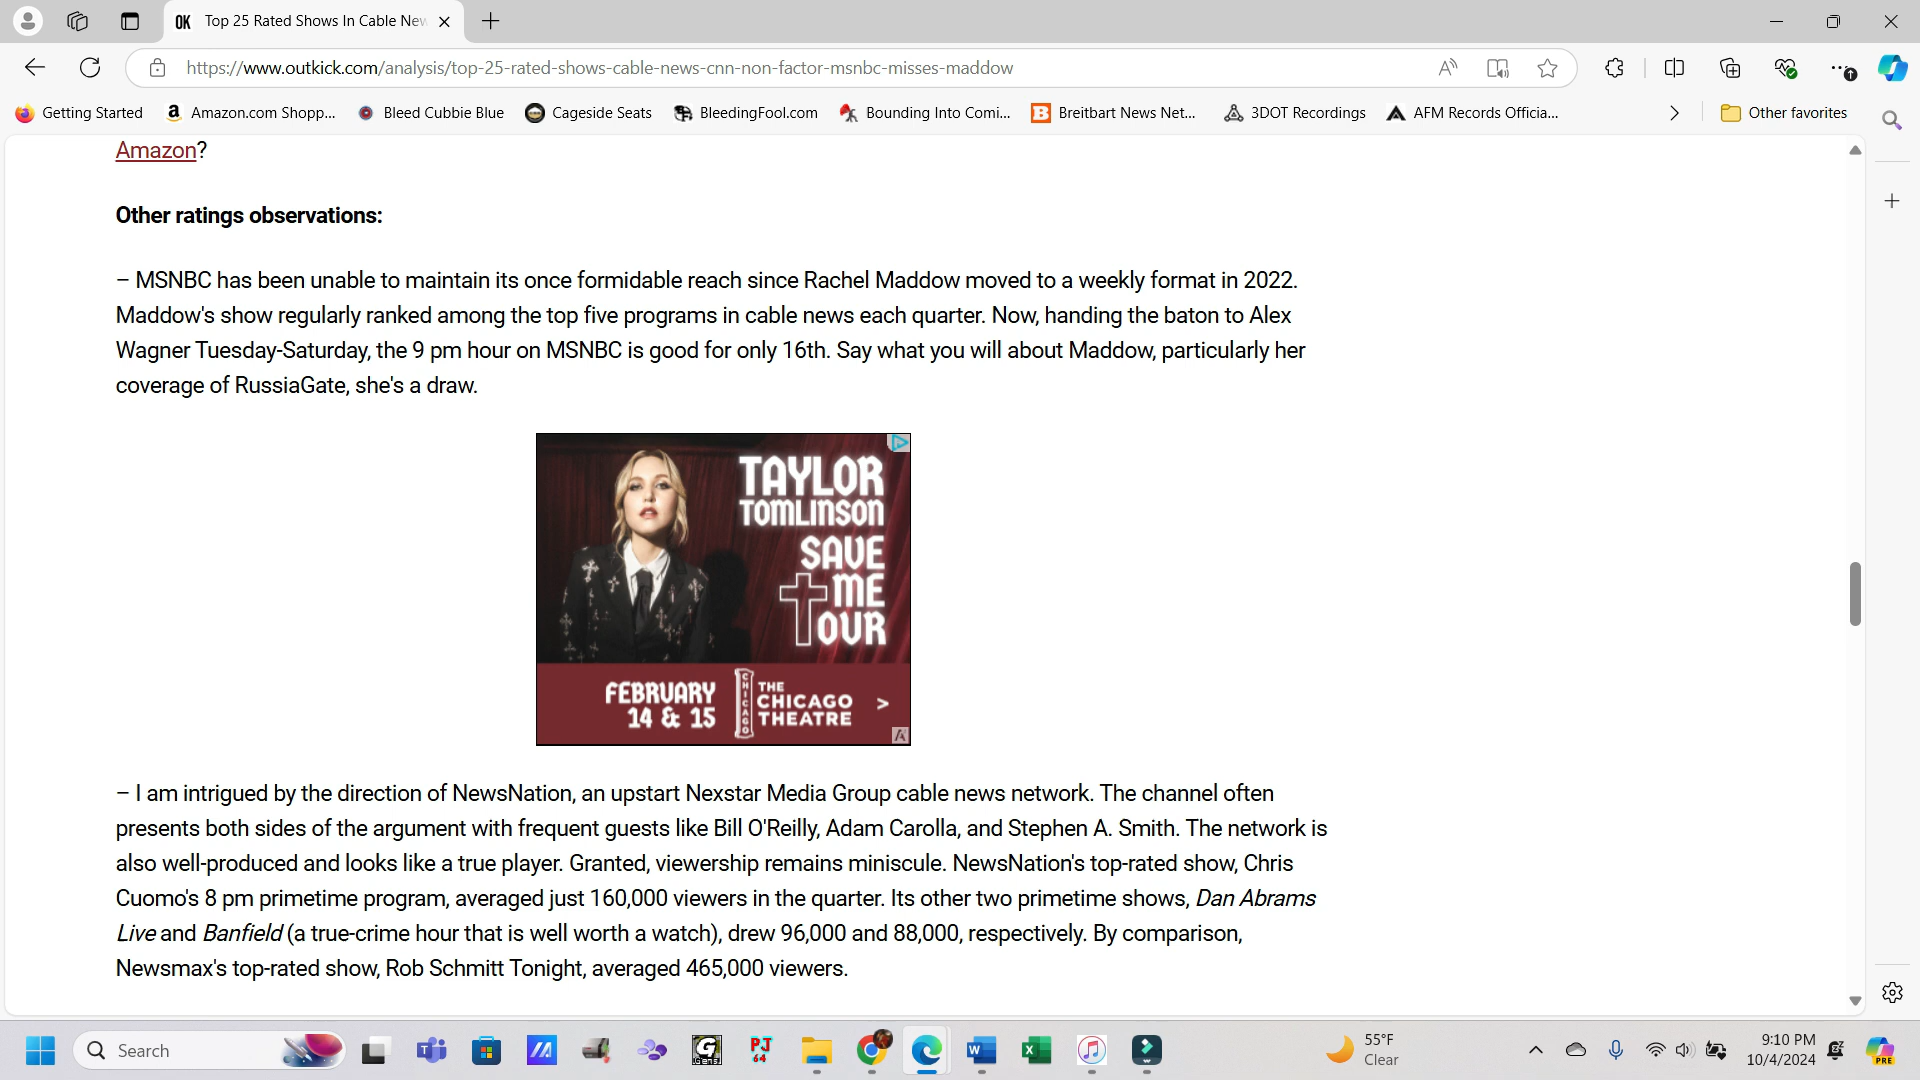 OK Top 25 Rated Shows In Cable New
https://www.outkick.com/analysis/top-25-rated-shows-cable-news-cnn-non-factor-msnbc-misses-maddow
Getting Started Amazon.com Shopp... Bleed Cubbie Blue Cageside Seats BleedingFool.com Bounding Into Comi... Breitbart News Net... 3DOT Recordings AFM Records Officia... Other favorites
Amazon?
Other ratings observations:
– MSNBC has been unable to maintain its once formidable reach since Rachel Maddow moved to a weekly format in 2022.
Maddow's show regularly ranked among the top five programs in cable news each quarter. Now, handing the baton to Alex
Wagner Tuesday-Saturday, the 9 pm hour on MSNBC is good for only 16th. Say what you will about Maddow, particularly her
coverage of RussiaGate, she's a draw.
TAYLOR
TOMLINSON
SAVE
ME
TOUR
FEBRUARY
14 & 15
CHICAGO
THE
CHICAGO
THEATRE
>
– I am intrigued by the direction of NewsNation, an upstart Nexstar Media Group cable news network. The channel often
presents both sides of the argument with frequent guests like Bill O'Reilly, Adam Carolla, and Stephen A. Smith. The network is
also well-produced and looks like a true player. Granted, viewership remains miniscule. NewsNation's top-rated show, Chris
Cuomo's 8 pm primetime program, averaged just 160,000 viewers in the quarter. Its other two primetime shows, Dan Abrams
Live and Banfield (a true-crime hour that is well worth a watch), drew 96,000 and 88,000, respectively. By comparison,
Newsmax's top-rated show, Rob Schmitt Tonight, averaged 465,000 viewers.
Search
PJ
64
55°F
Clear
9:10 PM
10/4/2024
PRE